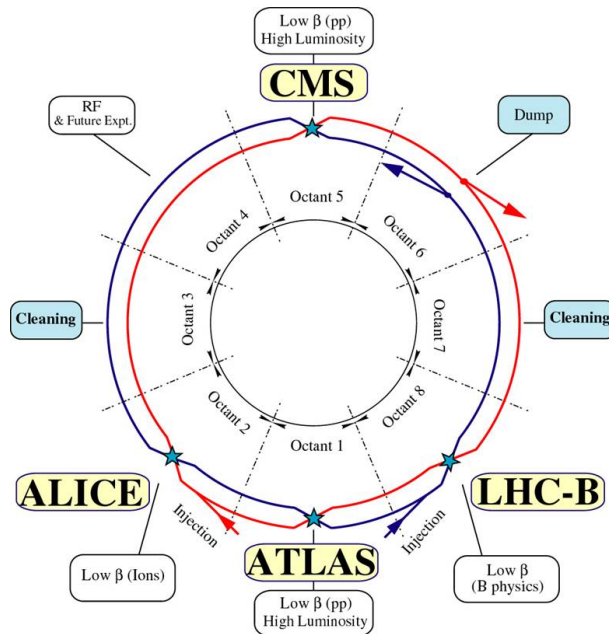 Low β (pp)
High Luminosity
CMS
RF
& Future Expt.
Dump
Octant 5
Octant 4
Octant 6
Cleaning
Octant 3
Octant 7
Cleaning
Octant 2
Octant 8
Octant 1
ALICE
LHC-B
Injection
Injection
ATLAS
Low β (Ions)
Low β
(B physics)
Low β (pp)
High Luminosity